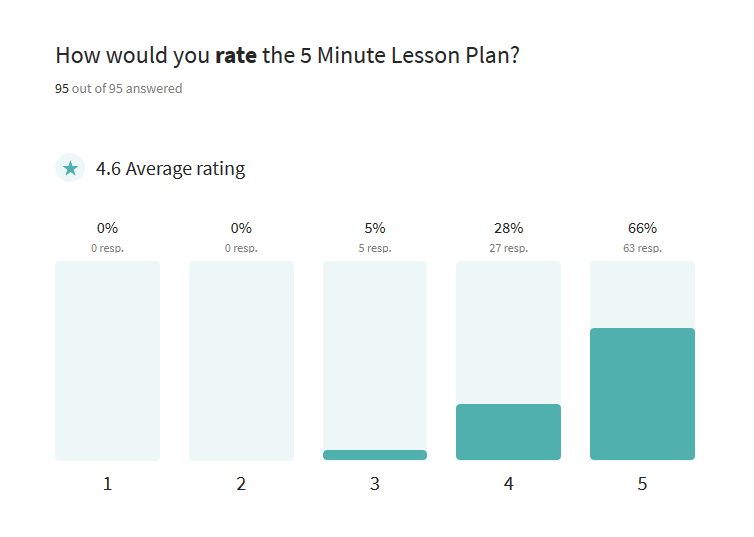 How would you rate the 5 Minute Lesson Plan?
95 out of 95 answered
4.6 Average rating
0% 0% 5% 28% 66%
0 resp. 0 resp. 5 resp. 27 resp. 63 resp.
1 2 3 4 5